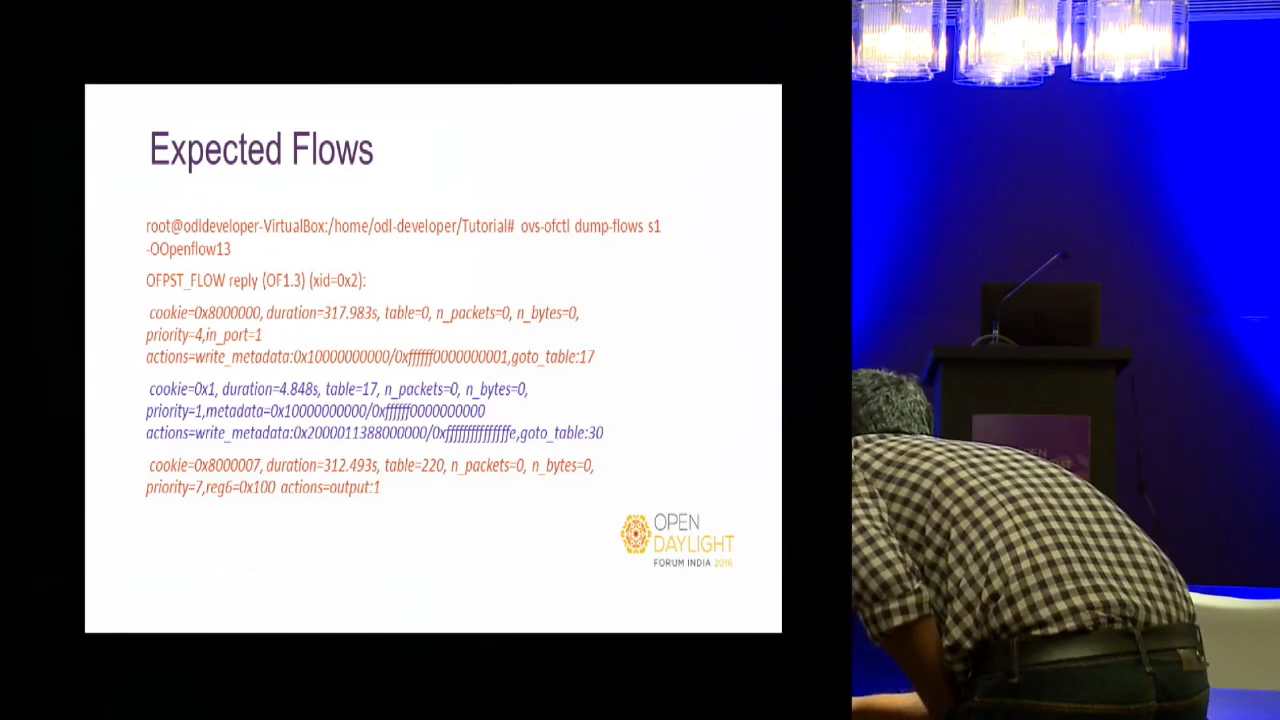 Expected Flows
root@odldeveloper-VirtualBox:/home/odl-developer/Tutorial# ovs-ofctl dump-flows s1
-OOpenflow13
OFPST_FLOW reply (OF1.3) (xid=0x2):
cookie=0x8000000, duration=317.983s, table=0, n_packets=0, n_bytes=0,
priority=4,in_port=1
actions=write_metadata:0x10000000000/0xffffff0000000001,goto_table:17
cookie=0x1, duration=4.848s, table=17, n_packets=0, n_bytes=0,
priority=1,metadata=0x10000000000/0xffffff0000000000
actions=write_metadata:0x2000011388000000/0xfffffffffffffffe,goto_table:30
cookie=0x8000007, duration=312.493s, table=220, n_packets=0, n_bytes=0,
priority=7,reg6=0x100 actions=output:1
OPEN
DAYLIGHT
FORUM INDIA 2016